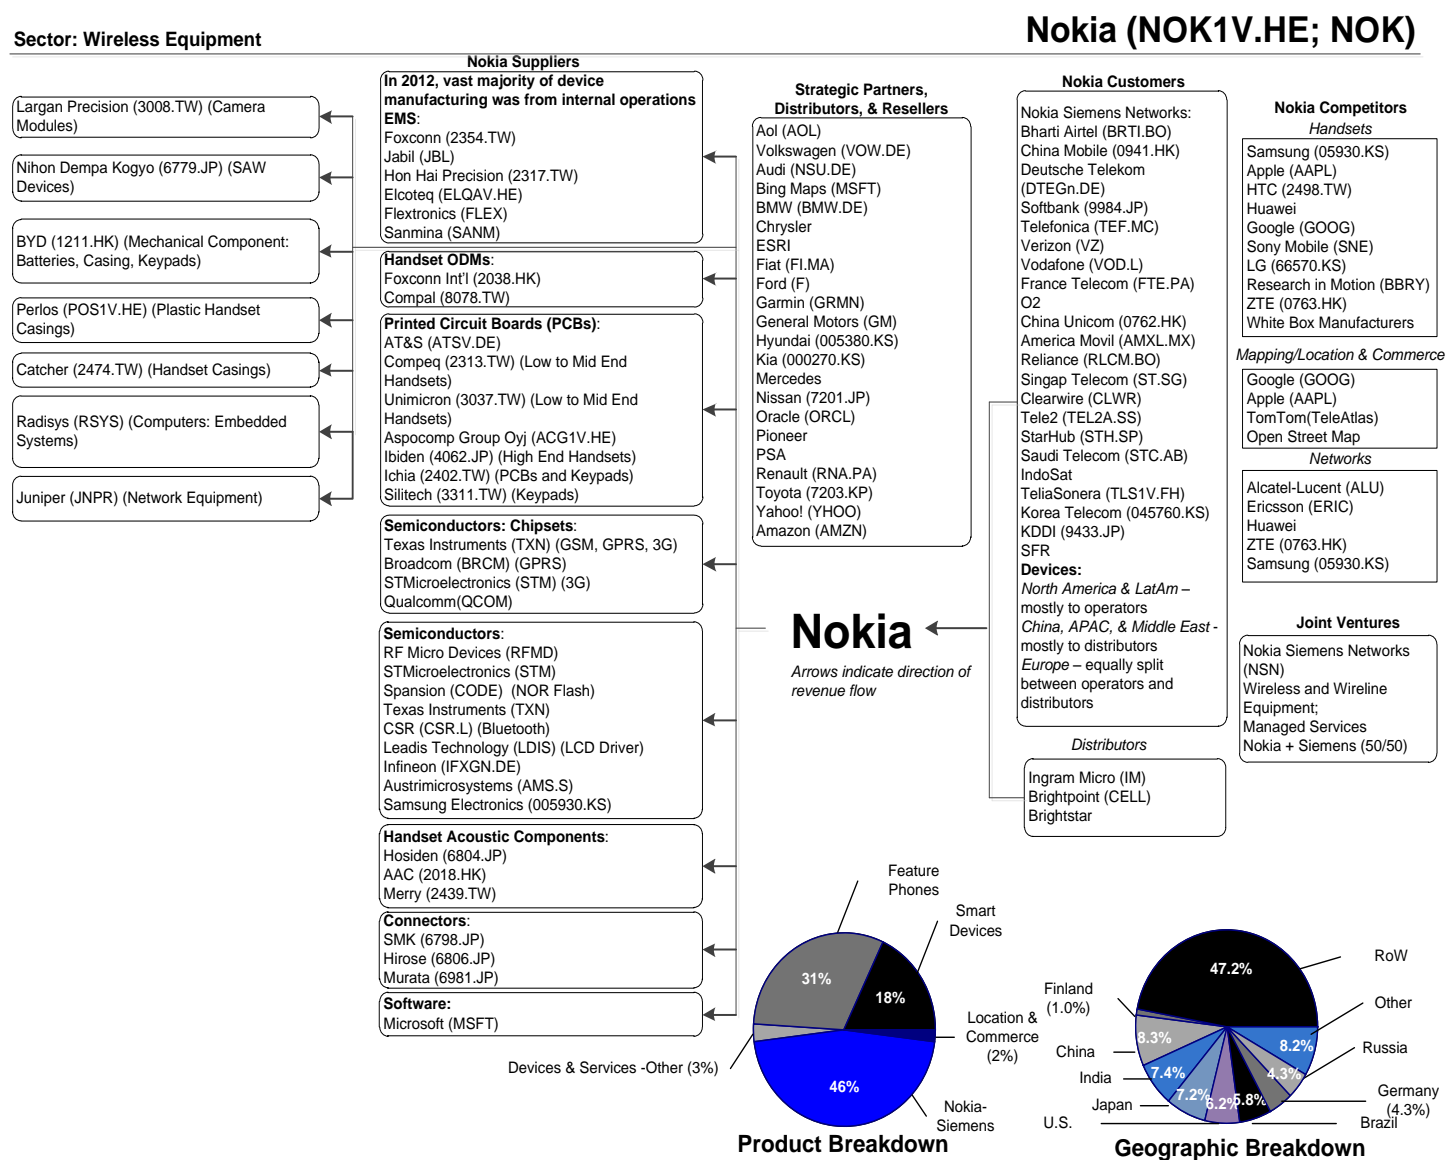 Sector: Wireless Equipment
Nokia (NOK1V.HE; NOK)
Largan Precision (3008.TW) (Camera
Modules)
Nihon Dempa Kogyo (6779.JP) (SAW
Devices)
BYD (1211.HK) (Mechanical Component:
Batteries, Casing, Keypads)
Perlos (POS1V.HE) (Plastic Handset
Casings)
Catcher (2474.TW) (Handset Casings)
Radisys (RSYS) (Computers: Embedded
Systems)
Juniper (JNPR) (Network Equipment)
Nokia Suppliers
In 2012, vast majority of device
manufacturing was from internal operations
EMS:
Foxconn (2354.TW)
Jabil (JBL)
Hon Hai Precision (2317.TW)
Elcoteq (ELQAV.HE)
Flextronics (FLEX)
Sanmina (SANM)
Handset ODMs:
Foxconn Int'l (2038.HK)
Compal (8078.TW)
Printed Circuit Boards (PCBs):
AT&S (ATSV.DE)
Compeq (2313.TW) (Low to Mid End
Handsets)
Unimicron (3037.TW) (Low to Mid End
Handsets)
Aspocomp Group Oyj (ACG1V.HE)
Ibiden (4062.JP) (High End Handsets)
Ichia (2402.TW) (PCBs and Keypads)
Silitech (3311.TW) (Keypads)
Semiconductors: Chipsets:
Texas Instruments (TXN) (GSM, GPRS, 3G)
Broadcom (BRCM) (GPRS)
STMicroelectronics (STM) (3G)
Qualcomm(QCOM)
Semiconductors:
RF Micro Devices (RFMD)
STMicroelectronics (STM)
Spansion (CODE)  (NOR Flash)
Texas Instruments (TXN)
CSR (CSR.L) (Bluetooth)
Leadis Technology (LDIS) (LCD Driver)
Infineon (IFXGN.DE)
Austrimicrosystems (AMS.S)
Samsung Electronics (005930.KS)
Handset Acoustic Components:
Hosiden (6804.JP)
AAC (2018.HK)
Merry (2439.TW)
Connectors:
SMK (6798.JP)
Hirose (6806.JP)
Murata (6981.JP)
Software:
Microsoft (MSFT)
Strategic Partners,
Distributors, & Resellers
Aol (AOL)
Volkswagen (VOW.DE)
Audi (NSU.DE)
Bing Maps (MSFT)
BMW (BMW.DE)
Chrysler
ESRI
Fiat (FI.MA)
Ford (F)
Garmin (GRMN)
General Motors (GM)
Hyundai (005380.KS)
Kia (000270.KS)
Mercedes
Nissan (7201.JP)
Oracle (ORCL)
Pioneer
PSA
Renault (RNA.PA)
Toyota (7203.KP)
Yahoo! (YHOO)
Amazon (AMZN)
Nokia
Arrows indicate direction of
revenue flow
Nokia Customers
Nokia Siemens Networks:
Bharti Airtel (BRTI.BO)
China Mobile (0941.HK)
Deutsche Telekom
(DTEGn.DE)
Softbank (9984.JP)
Telefonica (TEF.MC)
Verizon (VZ)
Vodafone (VOD.L)
France Telecom (FTE.PA)
O2
China Unicom (0762.HK)
America Movil (AMXL.MX)
Reliance (RLCM.BO)
Singap Telecom (ST.SG)
Clearwire (CLWR)
Tele2 (TEL2A.SS)
StarHub (STH.SP)
Saudi Telecom (STC.AB)
IndoSat
TeliaSonera (TLS1V.FH)
Korea Telecom (045760.KS)
KDDI (9433.JP)
SFR
Devices:
North America & LatAm –
mostly to operators
China, APAC, & Middle East -
mostly to distributors
Europe – equally split
between operators and
distributors
Distributors
Ingram Micro (IM)
Brightpoint (CELL)
Brightstar
Nokia Competitors
Handsets
Samsung (05930.KS)
Apple (AAPL)
HTC (2498.TW)
Huawei
Google (GOOG)
Sony Mobile (SNE)
LG (66570.KS)
Research in Motion (BBRY)
ZTE (0763.HK)
White Box Manufacturers
Mapping/Location & Commerce
Google (GOOG)
Apple (AAPL)
TomTom(TeleAtlas)
Open Street Map
Networks
Alcatel-Lucent (ALU)
Ericsson (ERIC)
Huawei
ZTE (0763.HK)
Samsung (05930.KS)
Joint Ventures
Nokia Siemens Networks
(NSN)
Wireless and Wireline
Equipment;
Managed Services
Nokia + Siemens (50/50)
Feature
Phones
Smart
Devices
31%
18%
Location &
Commerce
(2%)
Devices & Services -Other (3%)
46%
Nokia-
Siemens
Product Breakdown
47.2%
RoW
Finland
(1.0%)
Other
8.3%
8.2%
China
Russia
7.4%
4.3%
India
Germany
(4.3%)
7.2%
6.2%
5.8%
Japan
U.S.
Brazil
Geographic Breakdown